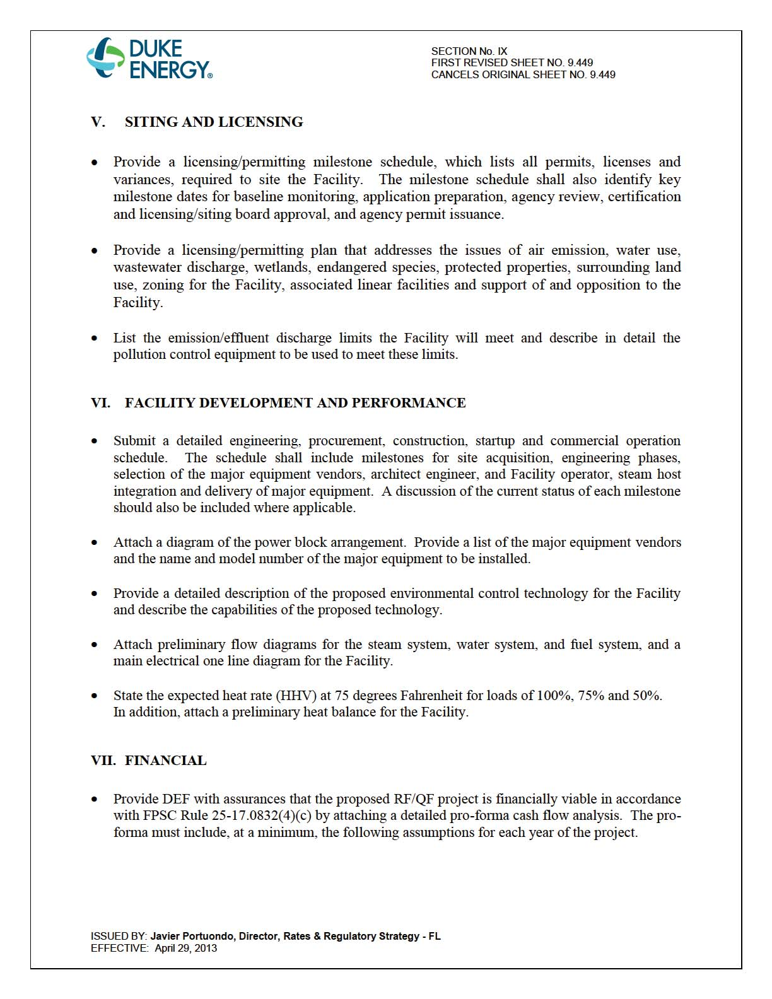 DUKE
ENERGY®
SECTION No. IX
FIRST REVISED SHEET NO. 9.449
CANCELS ORIGINAL SHEET NO. 9.449
V. SITING AND LICENSING
• Provide a licensing/permitting milestone schedule, which lists all permits, licenses and
variances, required to site the Facility. The milestone schedule shall also identify key
milestone dates for baseline monitoring, application preparation, agency review, certification
and licensing/siting board approval, and agency permit issuance.
• Provide a licensing/permitting plan that addresses the issues of air emission, water use,
wastewater discharge, wetlands, endangered species, protected properties, surrounding land
use, zoning for the Facility, associated linear facilities and support of and opposition to the
Facility.
• List the emission/effluent discharge limits the Facility will meet and describe in detail the
pollution control equipment to be used to meet these limits.
VI. FACILITY DEVELOPMENT AND PERFORMANCE
• Submit a detailed engineering, procurement, construction, startup and commercial operation
schedule. The schedule shall include milestones for site acquisition, engineering phases,
selection of the major equipment vendors, architect engineer, and Facility operator, steam host
integration and delivery of major equipment. A discussion of the current status of each milestone
should also be included where applicable.
• Attach a diagram of the power block arrangement. Provide a list of the major equipment vendors
and the name and model number of the major equipment to be installed.
• Provide a detailed description of the proposed environmental control technology for the Facility
and describe the capabilities of the proposed technology.
• Attach preliminary flow diagrams for the steam system, water system, and fuel system, and a
main electrical one line diagram for the Facility.
• State the expected heat rate (HHV) at 75 degrees Fahrenheit for loads of 100%, 75% and 50%.
In addition, attach a preliminary heat balance for the Facility.
VII. FINANCIAL
• Provide DEF with assurances that the proposed RF/QF project is financially viable in accordance
with FPSC Rule 25-17.0832(4)(c) by attaching a detailed pro-forma cash flow analysis. The pro-
forma must include, at a minimum, the following assumptions for each year of the project.
ISSUED BY: Javier Portuondo, Director, Rates & Regulatory Strategy - FL
EFFECTIVE: April 29, 2013